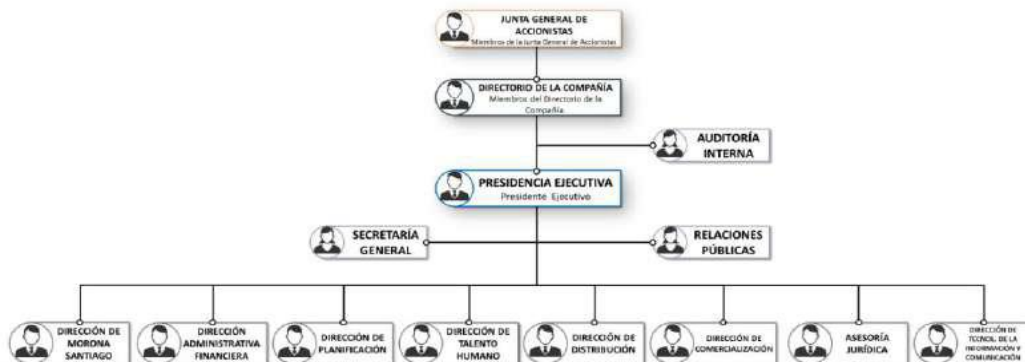 JUNTA GENERAL DE
ACCIONISTAS
Miembros de la Junta General de Accionistas
DIRECTORIO DE LA COMPAÑÍA
Miembros del Directorio de la
Compañía
AUDITORÍA
INTERNA
PRESIDENCIA EJECUTIVA
Presidente Ejecutivo
SECRETARÍA
GENERAL
RELACIONES
PÚBLICAS
DIRECCIÓN DE
MORONA
SANTIAGO
DIRECCIÓN
ADMINISTRATIVA
FINANCIERA
DIRECCIÓN DE
PLANIFICACIÓN
DIRECCIÓN DE
TALENTO
HUMANO
DIRECCIÓN DE
DISTRIBUCIÓN
DIRECCIÓN DE
COMERCIALIZACIÓN
ASESORÍA
JURÍDICA
DIRECCIÓN DE
TECNOL. DE LA
INFORMACIÓN Y
COMUNICACIÓN